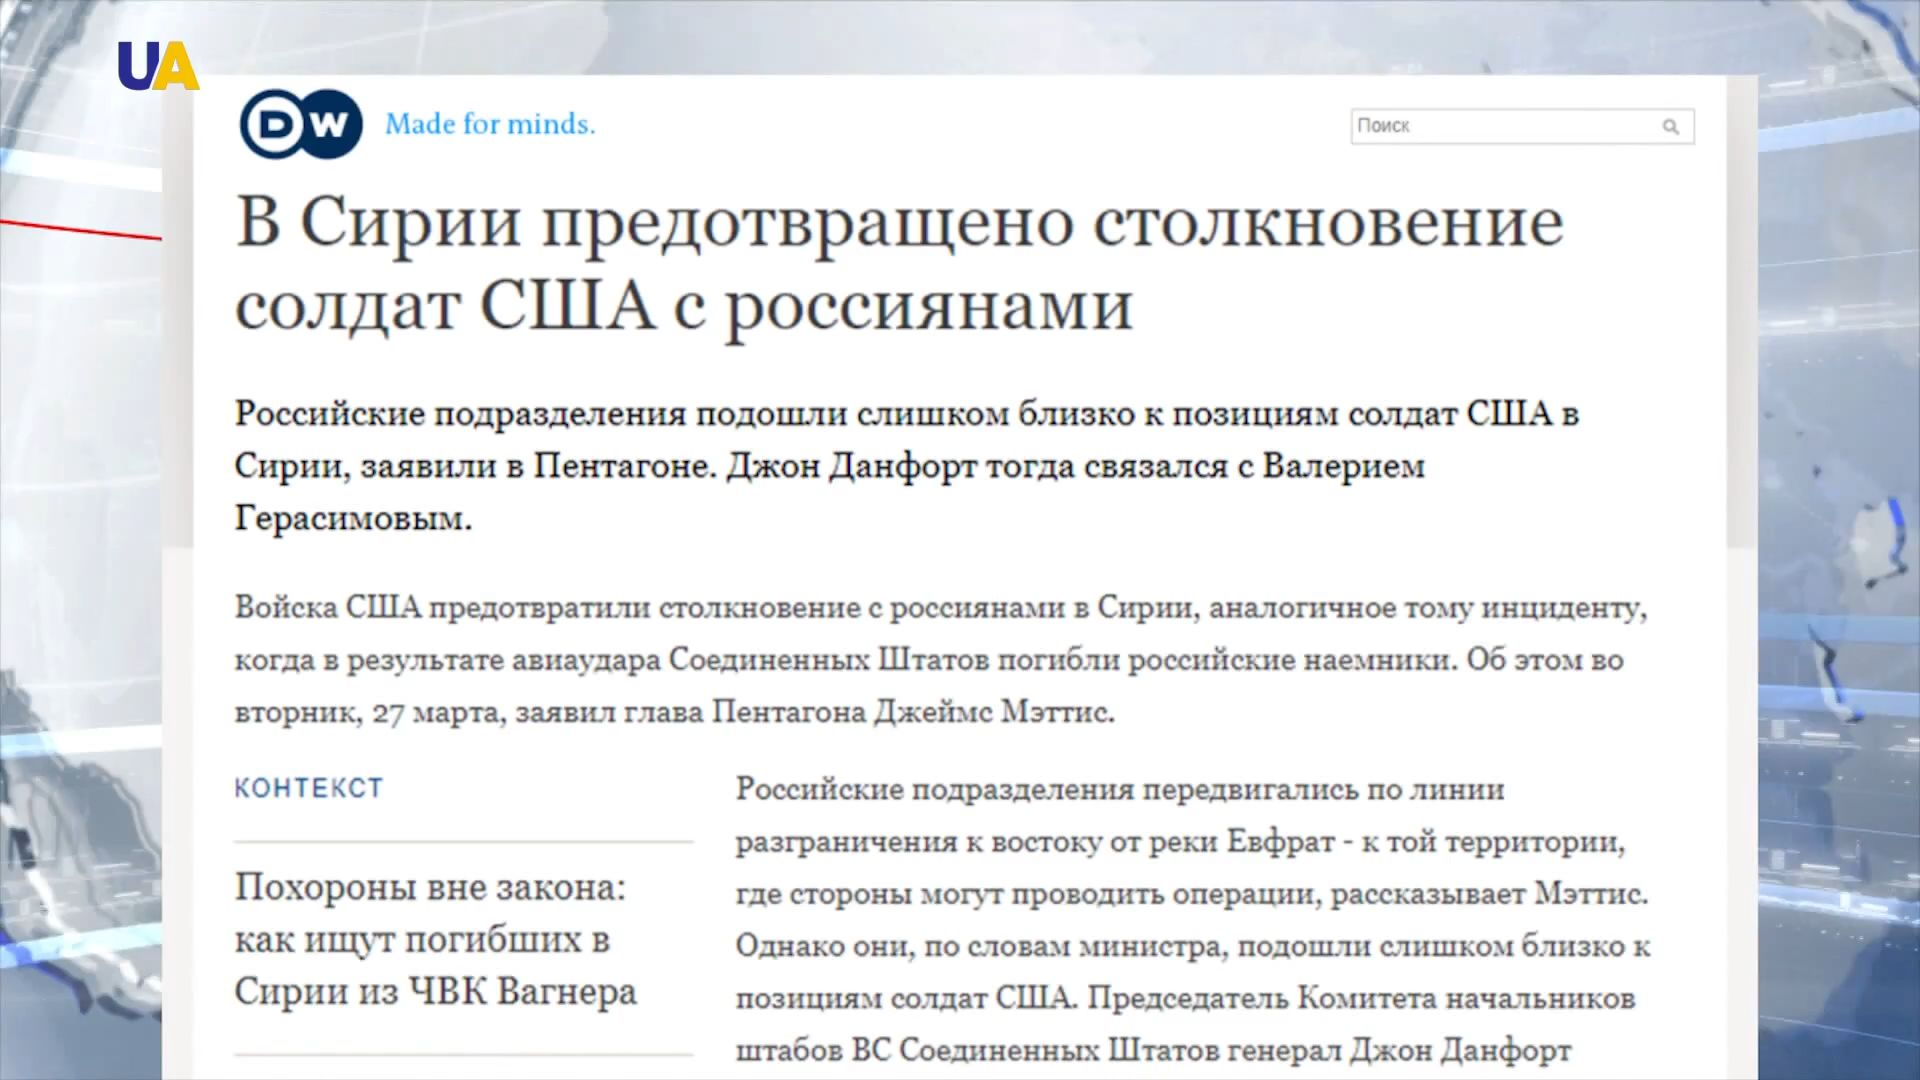 UA
DW Made for minds.
Поиск
В Сирии предотвращено столкновение
солдат США с россиянами
Российские подразделения подошли слишком близко к позициям солдат США в
Сирии, заявили в Пентагоне. Джон Данфорт тогда связался с Валерием
Герасимовым.
Войска США предотвратили столкновение с россиянами в Сирии, аналогичное тому инциденту,
когда в результате авиаудара Соединенных Штатов погибли российские наемники. Об этом во
вторник, 27 марта, заявил глава Пентагона Джеймс Мэттис.
КОНТЕКСТ
Похороны вне закона:
как ищут погибших в
Сирии из ЧВК Вагнера
Российские подразделения передвигались по линии
разграничения к востоку от реки Евфрат - к той территории,
где стороны могут проводить операции, рассказывает Мэттис.
Однако они, по словам министра, подошли слишком близко к
позициям солдат США. Председатель Комитета начальников
штабов ВС Соединенных Штатов генерал Джон Данфорт